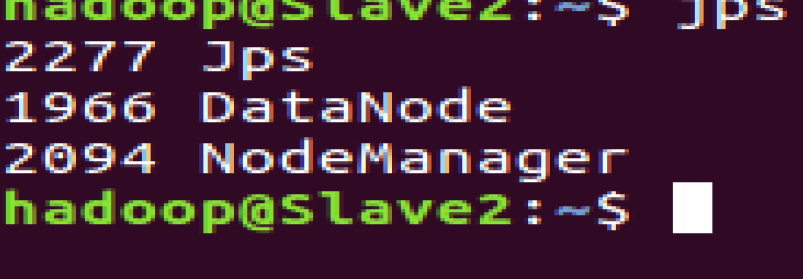 hadoop@Slave2:~$ jps
2277 Jps
1966 DataNode
2094 NodeManager
hadoop@Slave2:~$